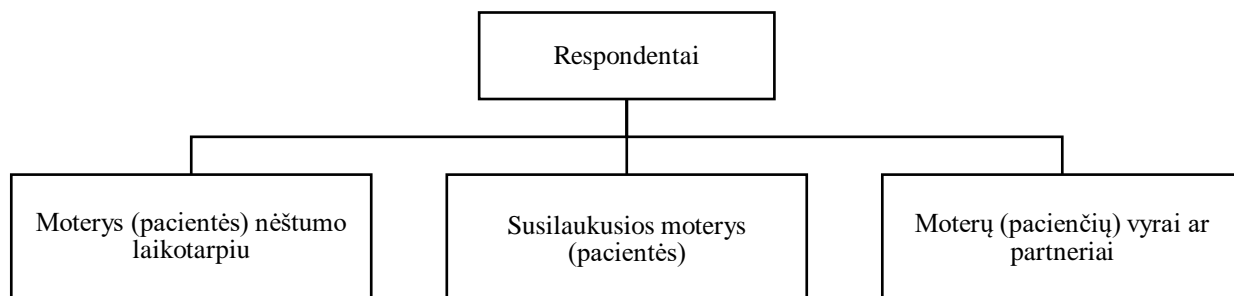 Respondentai
Moterys (pacientės) nėštumo
laikotarpiu
Susilaukusios moterys
(pacientės)
Moterų (pacienčių) vyrai ar
partneriai